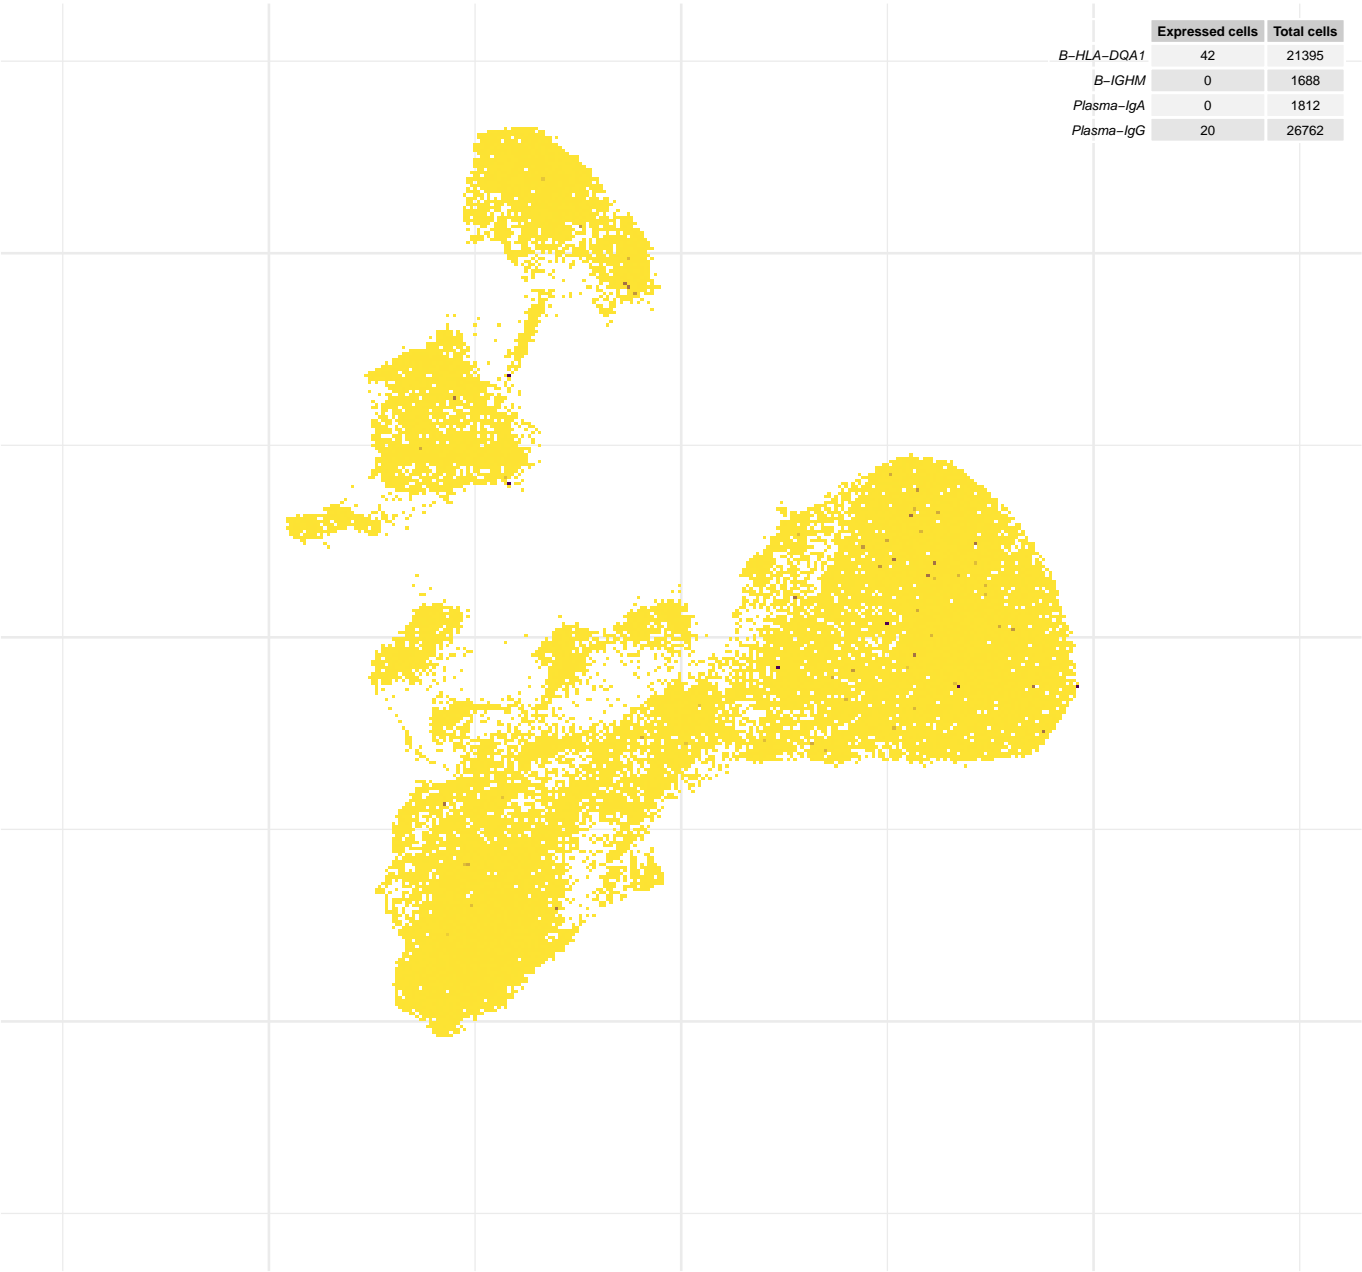 Expressed cells Total cells
B−HLA−DQA1 42 21395
B−IGHM 0 1688
Plasma−IgA 0 1812
Plasma−IgG 20 26762